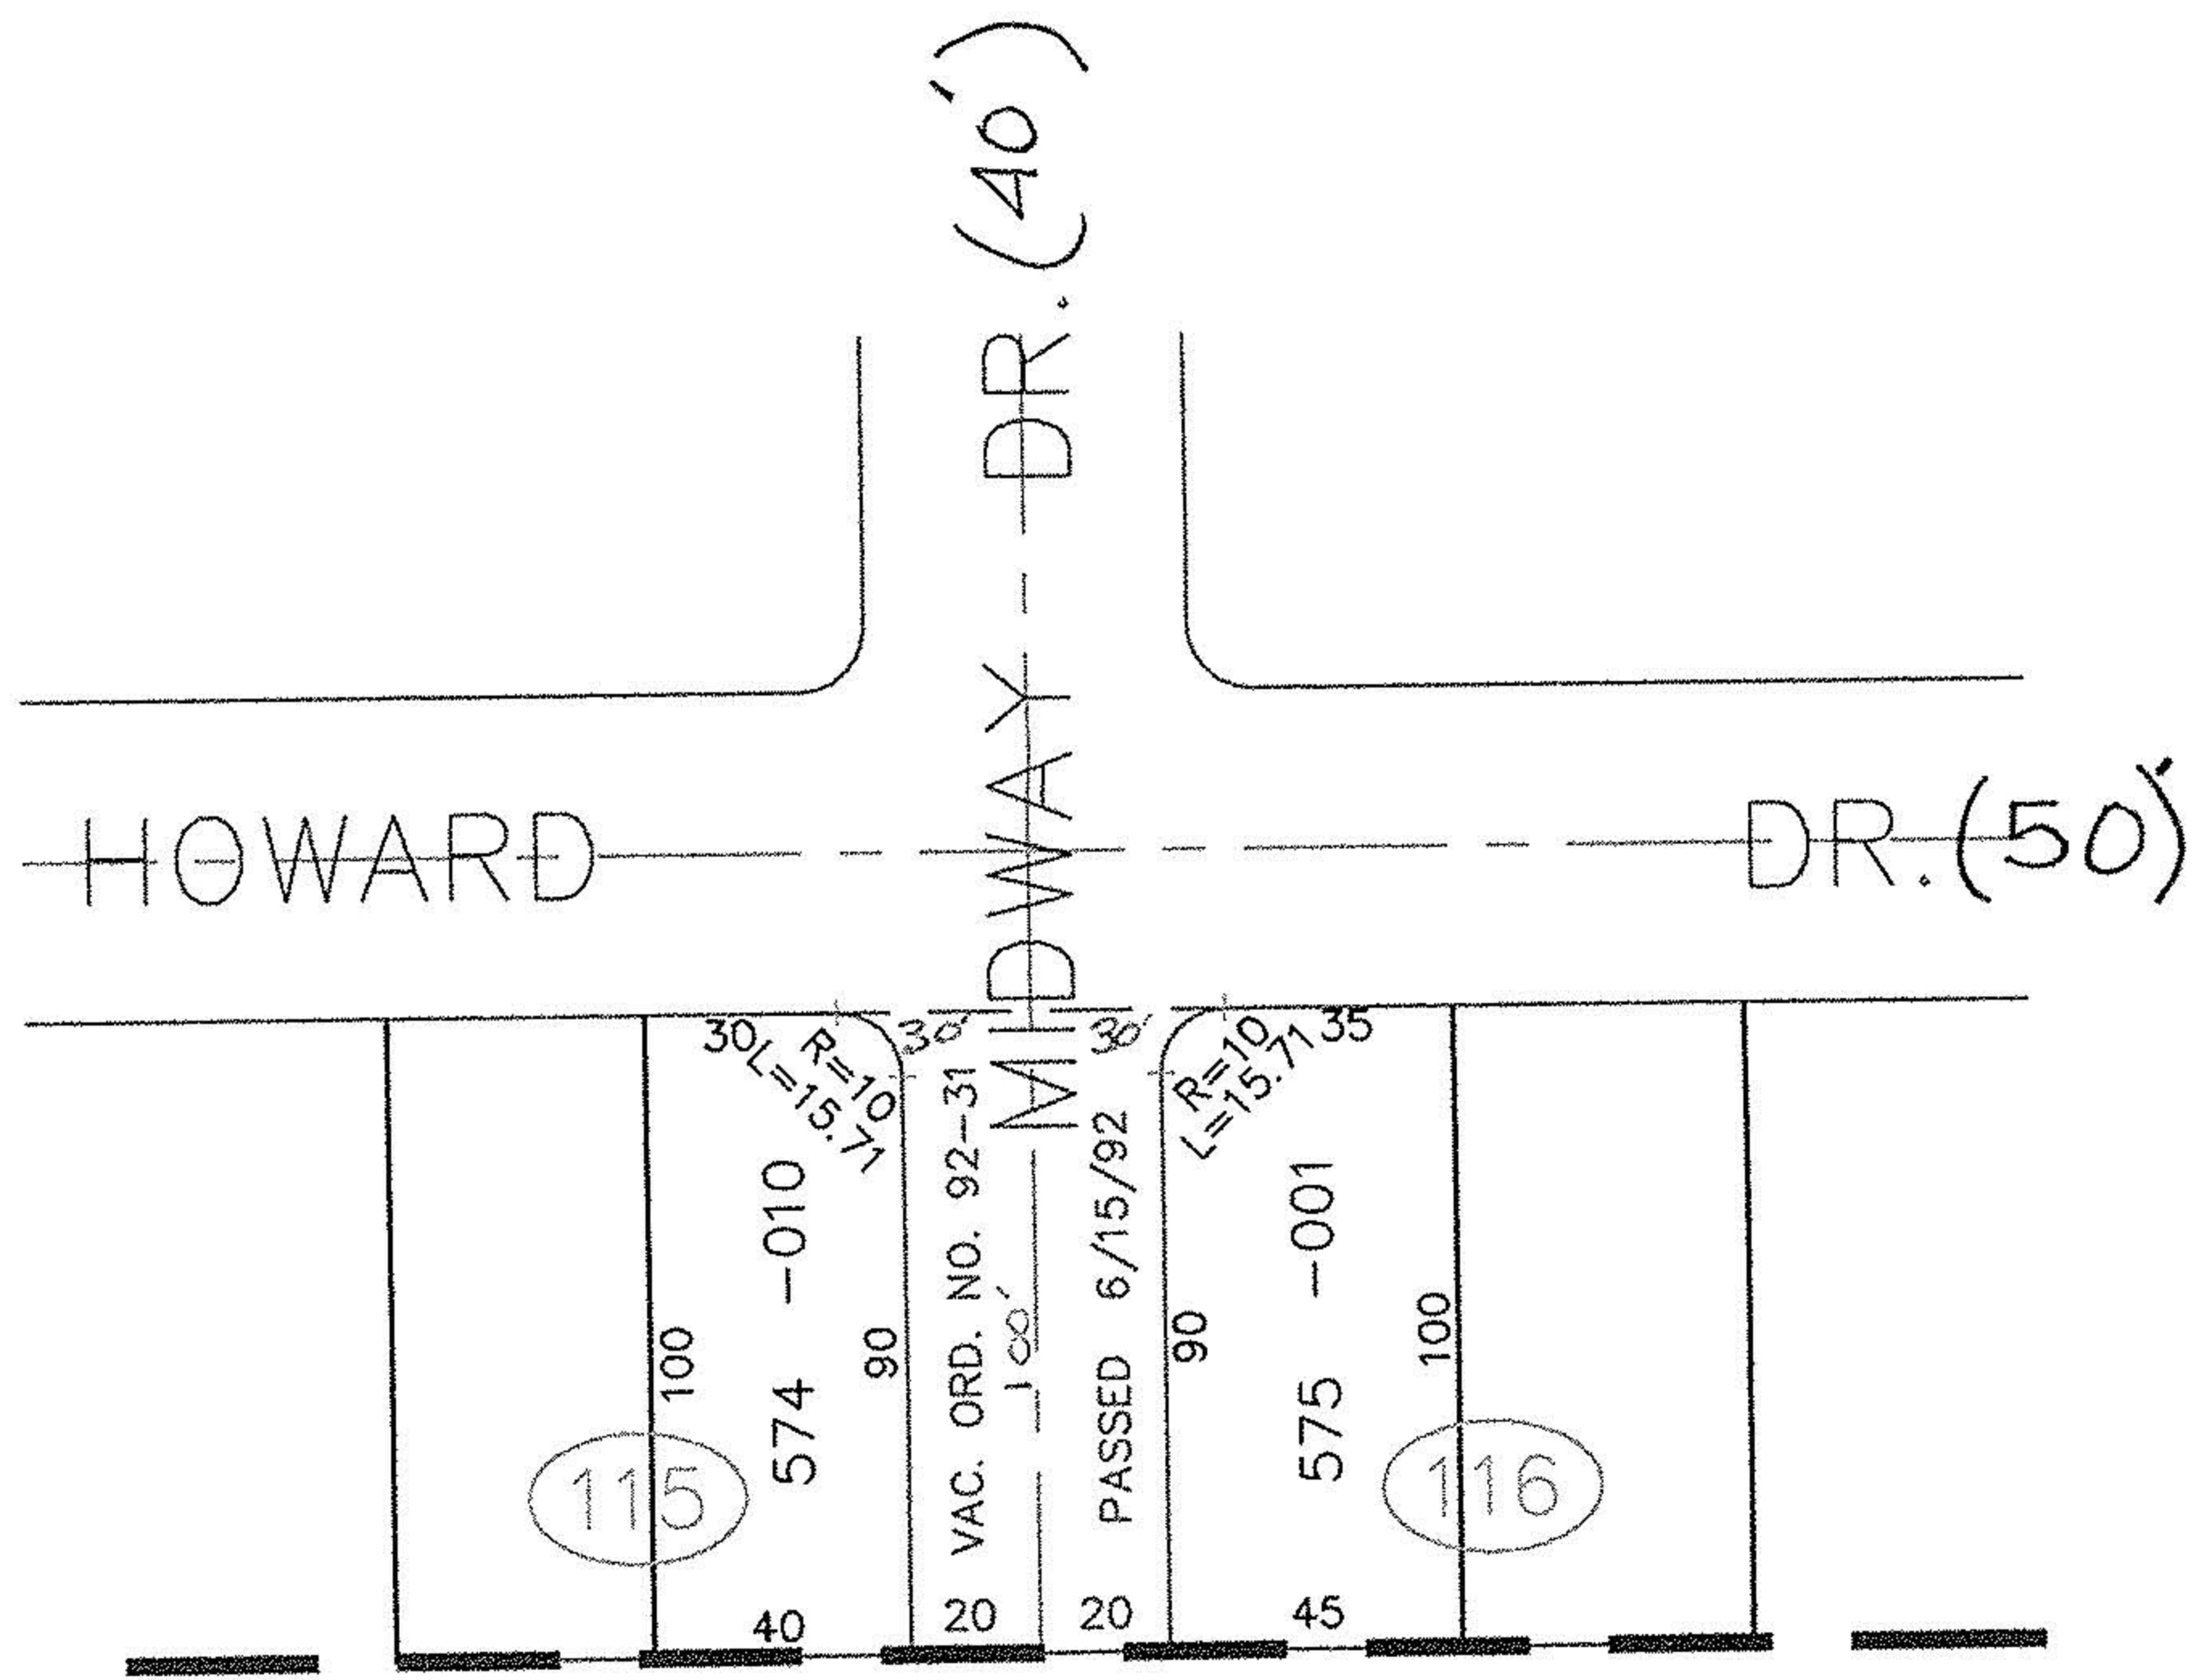 MIDWAY DR. (40')
HOWARD DR. (50')
30
R=10
L=15.71
30'
30'
R=10
L=15.71
35
574 -010
100
90
VAC. ORD. NO. 92-31
100'
PASSED 6/15/92
90
575 -001
100
115
116
40
20
20
45